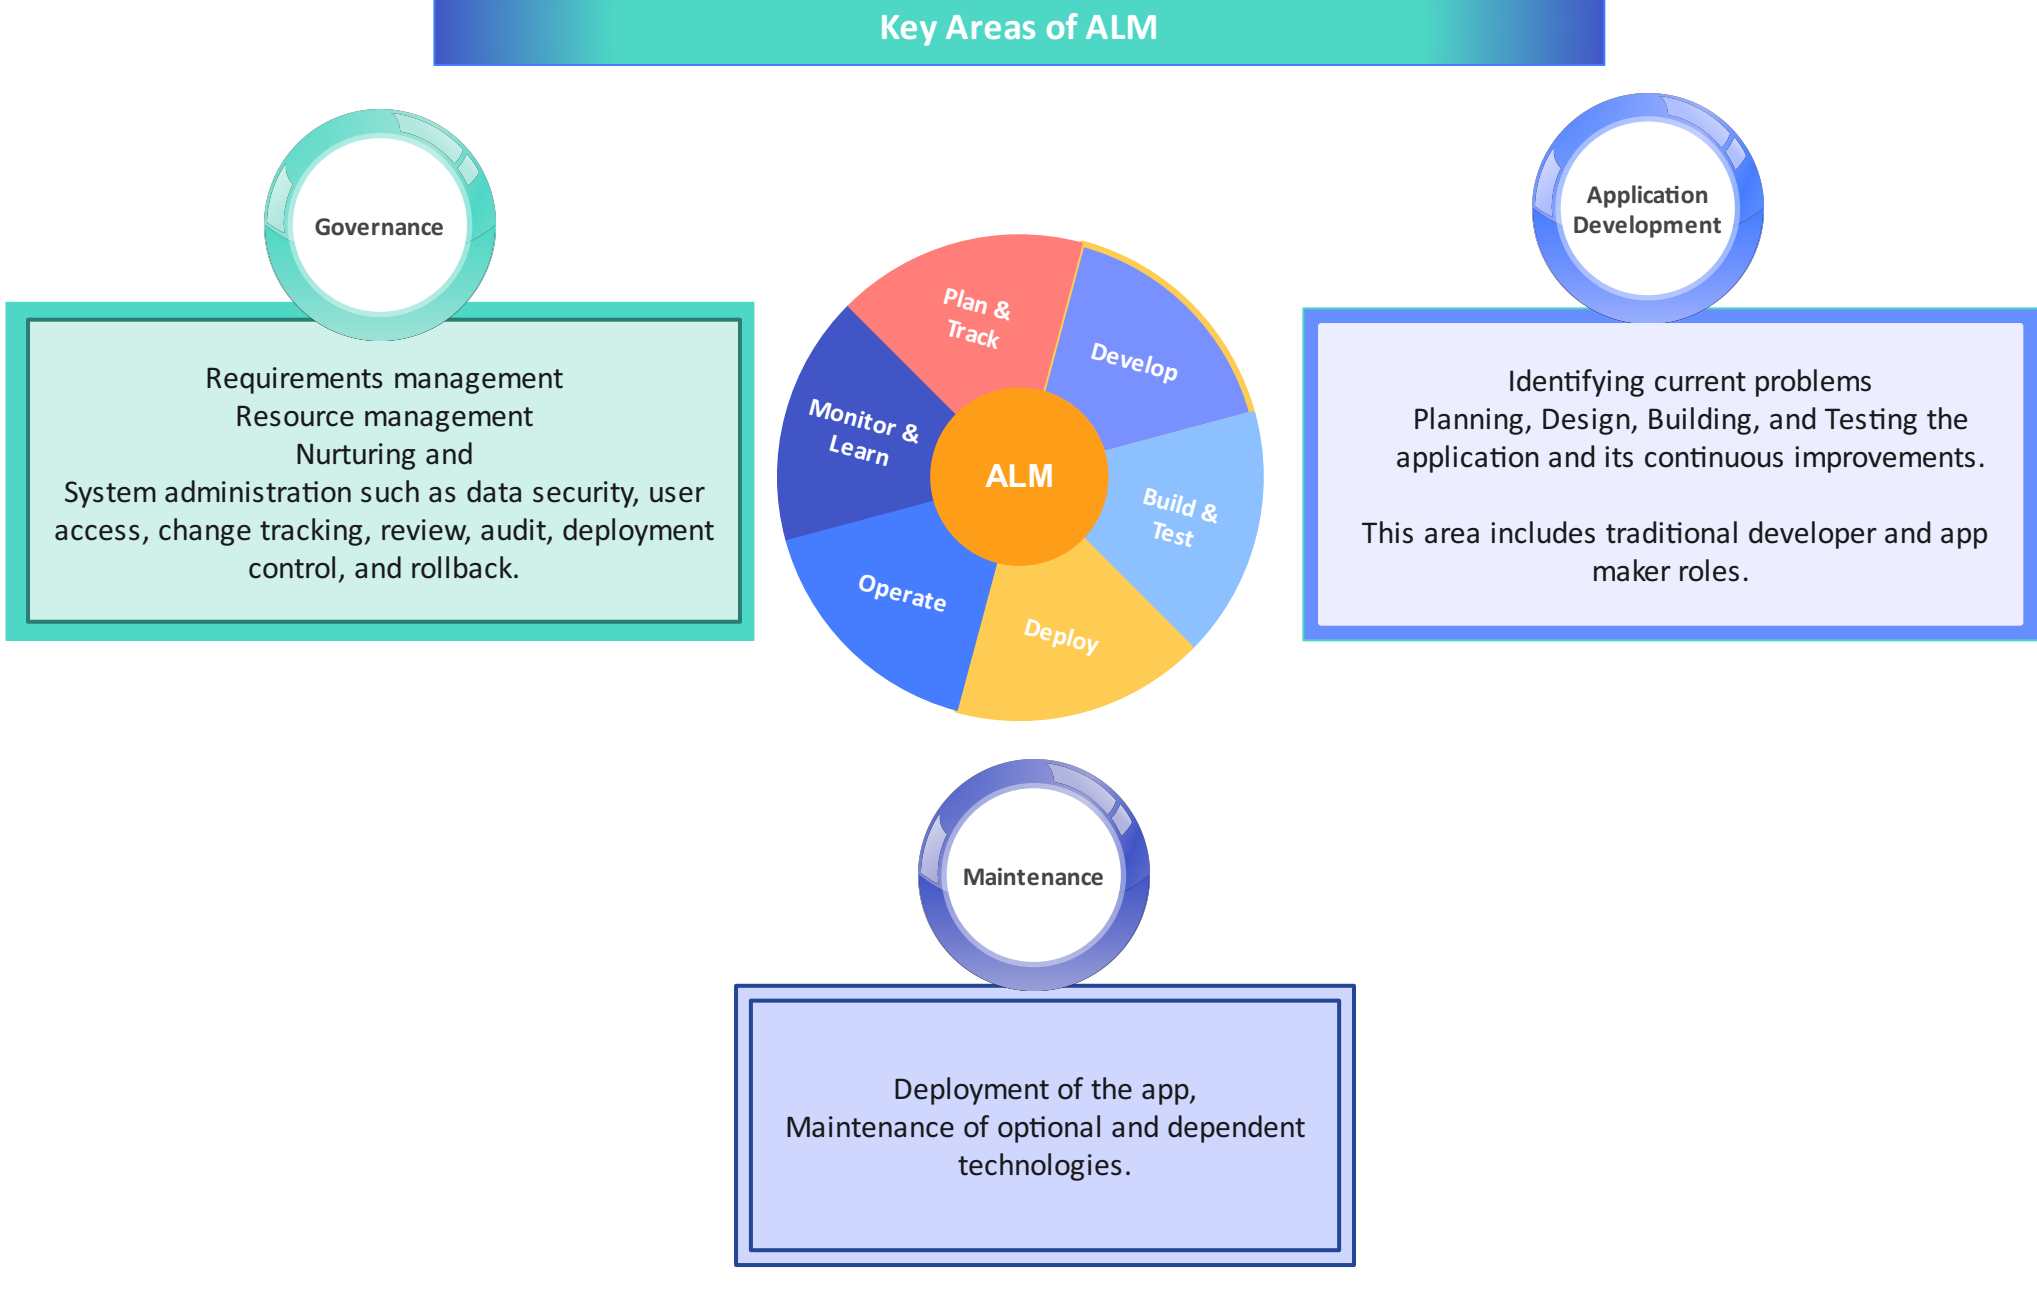 Key Areas of ALM
Governance
Requirements management
Resource management
Nurturing and
System administration such as data security, user
access, change tracking, review, audit, deployment
control, and rollback.
Plan &
Track
Develop
Build &
Test
Deploy
Operate
Monitor &
Learn
ALM
Application
Development
Identifying current problems
Planning, Design, Building, and Testing the
application and its continuous improvements.
This area includes traditional developer and app
maker roles.
Maintenance
Deployment of the app,
Maintenance of optional and dependent
technologies.